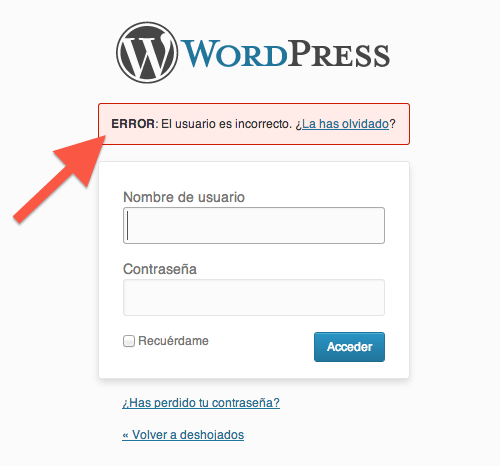 WORDPRESS
ERROR: El usuario es incorrecto. ¿La has olvidado?
Nombre de usuario
Contraseña
Recuérdame
Acceder
¿Has perdido tu contraseña?
« Volver a deshojados